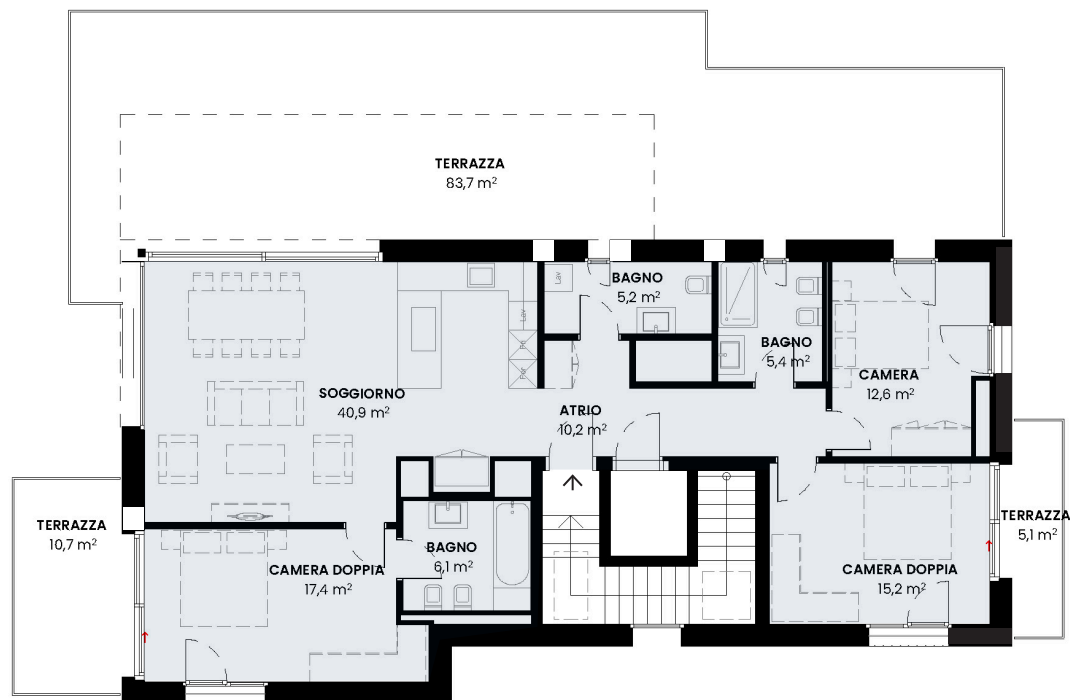 TERRAZZA
83,7 m²
BAGNO
5,2 m²
Lav
BAGNO
5,4 m²
CAMERA
12,6 m²
Lav
SOGGIORNO
40,9 m²
ATRIO
10,2 m²
TERRAZZA
10,7 m²
BAGNO
6,1 m²
CAMERA DOPPIA
17,4 m²
CAMERA DOPPIA
15,2 m²
TERRAZZA
5,1 m²